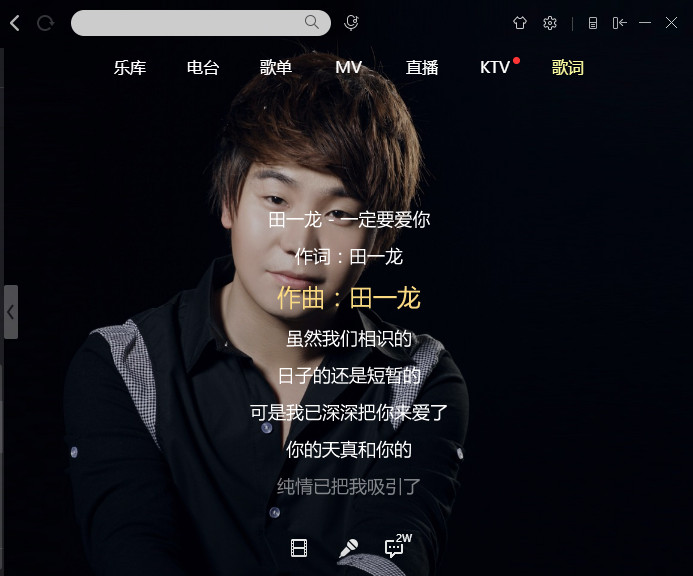 乐库 电台 歌单 MV 直播 KTV 歌词
田一龙 - 一定要爱你
作词：田一龙
作曲：田一龙
虽然我们相识的
日子的还是短暂的
可是我已深深把你来爱了
你的天真和你的
纯情已把我吸引了
2W